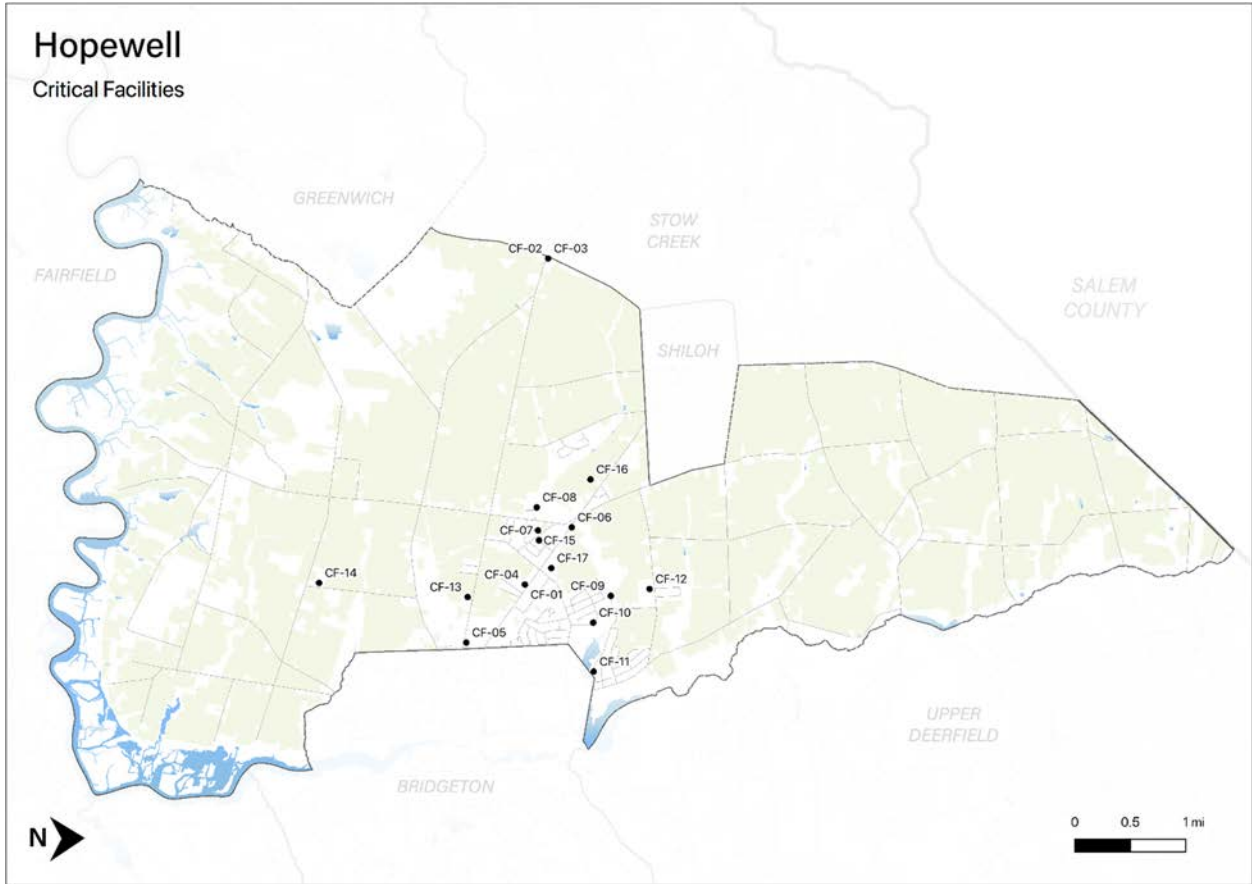 Hopewell
Critical Facilities
GREENWICH
STOW
CREEK
FAIRFIELD
CF-02
CF-03
SALEM
COUNTY
SHILOH
CF-16
CF-08
CF-06
CF-07
CF-15
CF-17
CF-14
CF-13
CF-04
CF-01
CF-09
CF-12
CF-10
CF-05
CF-11
UPPER
DEERFIELD
BRIDGETON
N
0 0.5 1 mi